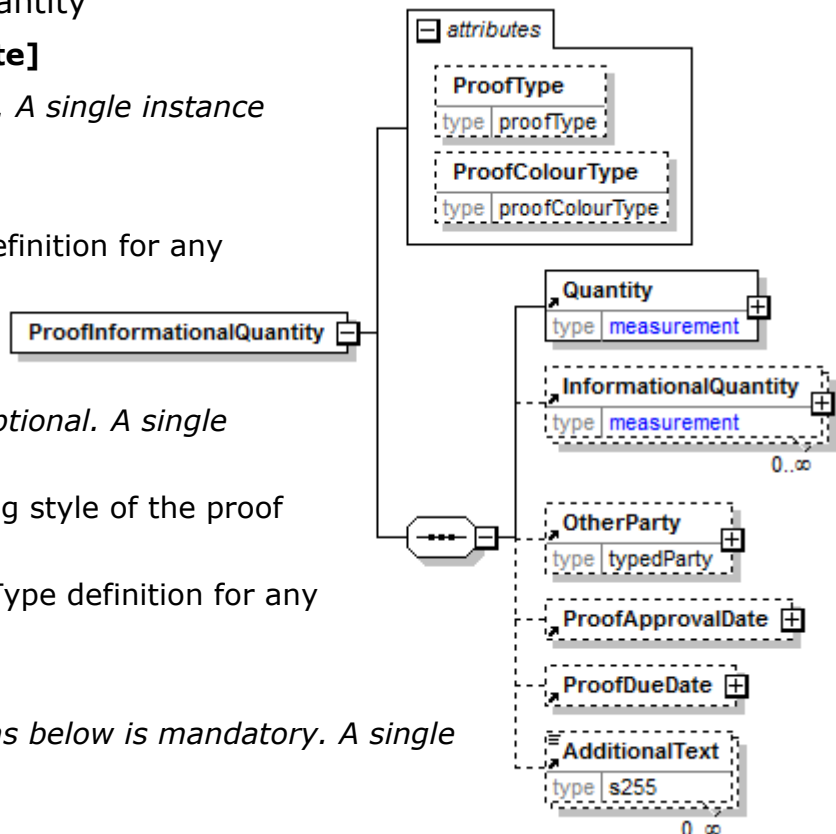 antity
te]
. A single instance
efinition for any
ptional. A single
g style of the proof
Type definition for any
ns below is mandatory. A single
attributes
ProofType
type proofType
ProofColourType
type proofColourType
ProofInformationalQuantity
Quantity
type measurement
InformationalQuantity
type measurement
0..∞
OtherParty
type typedParty
ProofApprovalDate
ProofDueDate
AdditionalText
type s255
0..∞